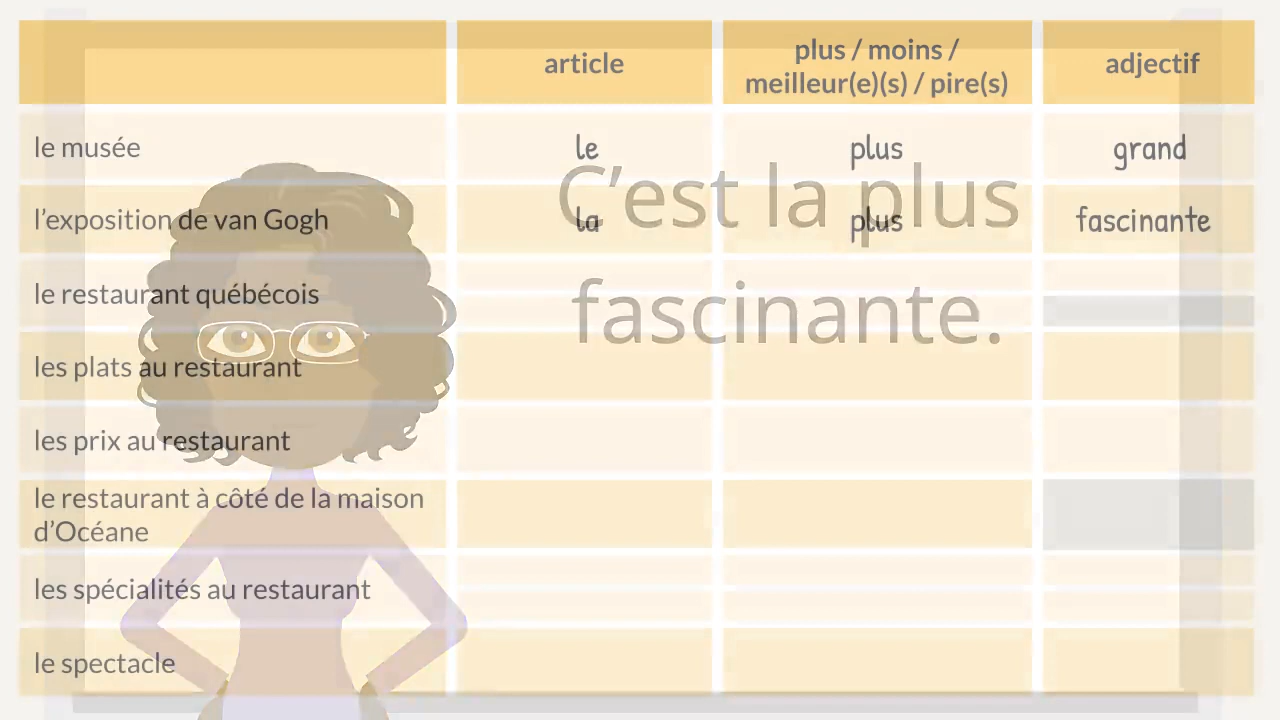 article
plus / moins /
meilleur(e)(s) / pire(s)
adjectif
le musée
le
plus
grand
l’exposition de van Gogh
la
plus
fascinante
C’est la plus
fascinante.
le restaurant québécois
les plats au restaurant
les prix au restaurant
le restaurant à côté de la maison
d’Océane
les spécialités au restaurant
le spectacle